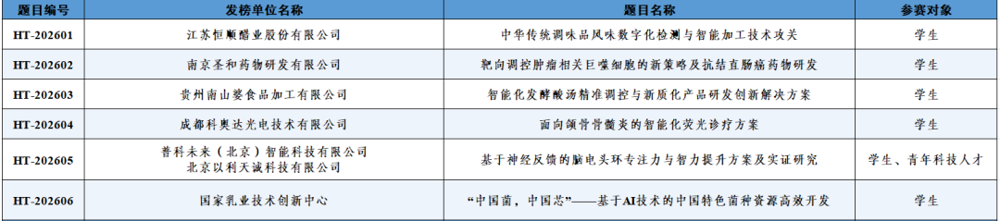 题目编号 发榜单位名称 题目名称 参赛对象
HT-202601 江苏恒顺醋业股份有限公司 中华传统调味品风味数字化检测与智能加工技术攻关 学生
HT-202602 南京圣和药物研发有限公司 靶向调控肿瘤相关巨噬细胞的新策略及抗结直肠癌药物研发 学生
HT-202603 贵州南山婆食品加工有限公司 智能化发酵酸汤精准调控与新质化产品研发创新解决方案 学生
HT-202604 成都科奥达光电技术有限公司 面向颌骨骨髓炎的智能化荧光诊疗方案 学生
HT-202605 普科未来（北京）智能科技有限公司
北京以利天诚科技有限公司 基于神经反馈的脑电头环专注力与智力提升方案及实证研究 学生、青年科技人才
HT-202606 国家乳业技术创新中心 “中国菌，中国芯”——基于AI技术的中国特色菌种资源高效开发 学生